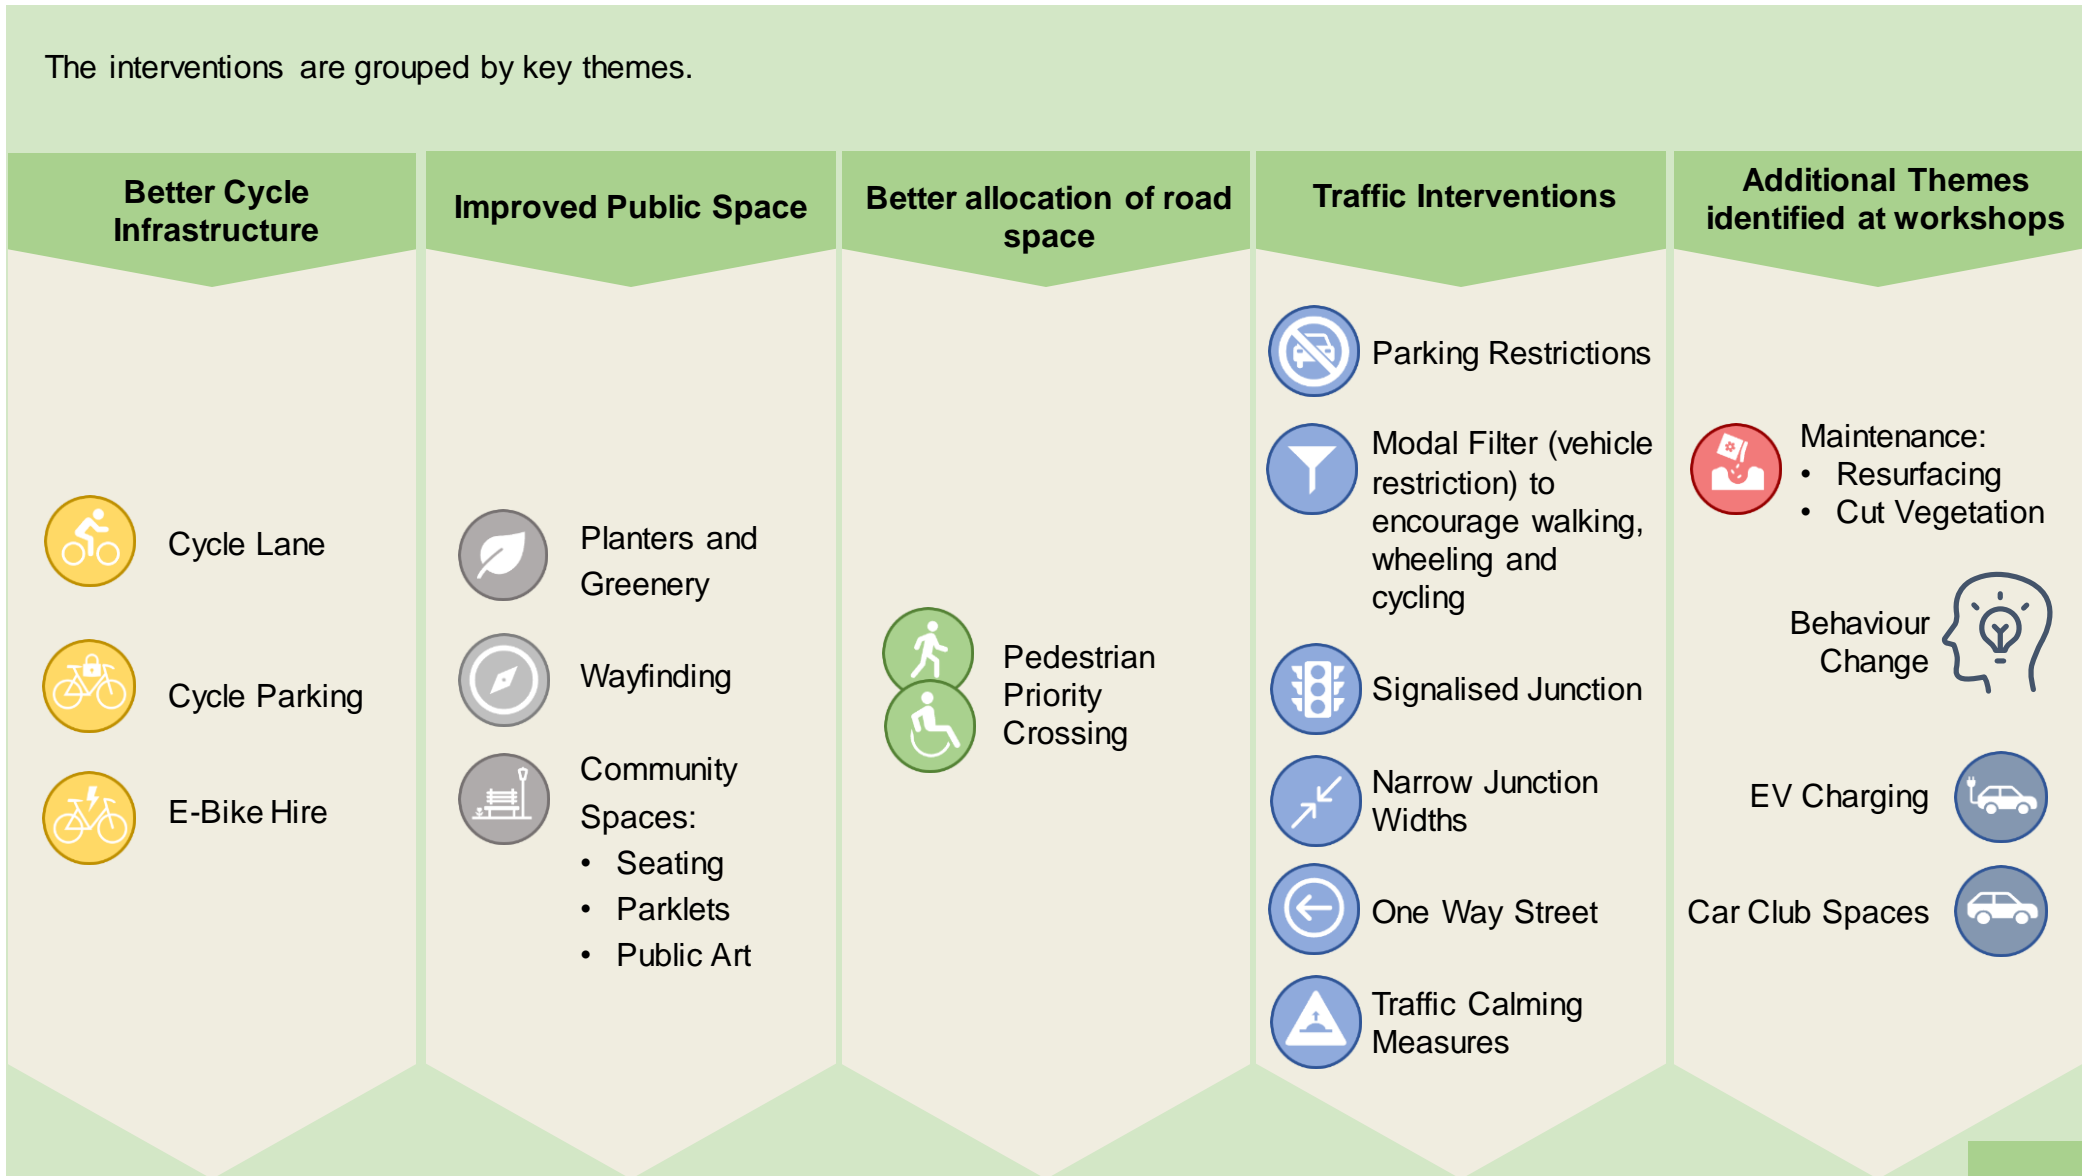 The interventions are grouped by key themes.
Better Cycle
Infrastructure
Cycle Lane
Cycle Parking
E-Bike Hire
Improved Public Space
Planters and
Greenery
Wayfinding
Community
Spaces:
• Seating
• Parklets
• Public Art
Better allocation of road
space
Pedestrian
Priority
Crossing
Traffic Interventions
Parking Restrictions
Modal Filter (vehicle
restriction) to
encourage walking,
wheeling and
cycling
Signalised Junction
Narrow Junction
Widths
One Way Street
Traffic Calming
Measures
Additional Themes
identified at workshops
Maintenance:
• Resurfacing
• Cut Vegetation
Behaviour
Change
EV Charging
Car Club Spaces